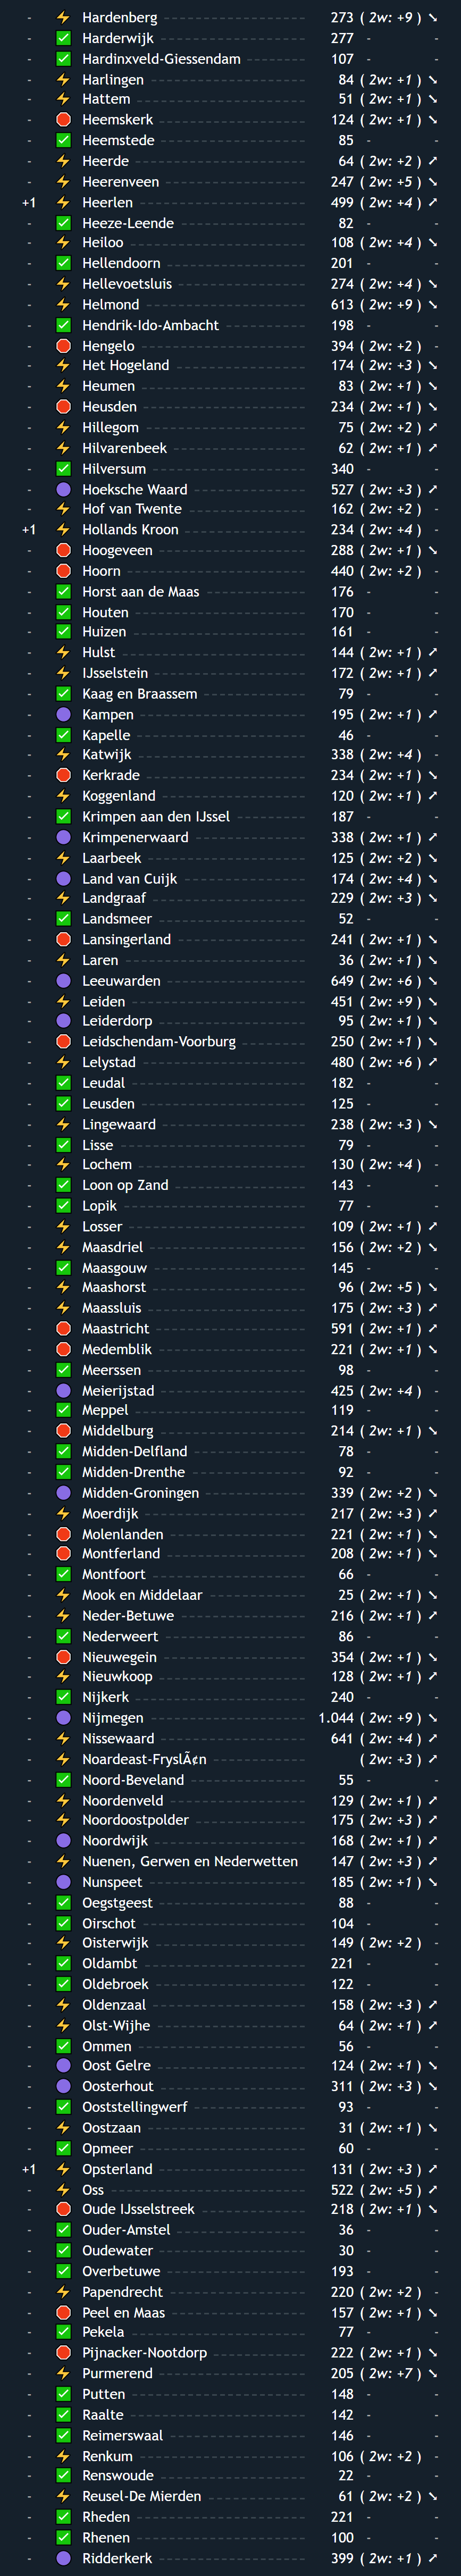 - ⚡ Hardenberg 273 ( 2w: +9 ) ⭨
- ✅ Harderwijk 277 - -
- ✅ Hardinxveld-Giessendam 107 - -
- ⚡ Harlingen 84 ( 2w: +1 ) ⭨
- ⚡ Hattem 51 ( 2w: +1 ) ⭨
- 🛑 Heemskerk 124 ( 2w: +1 ) ⭨
- ✅ Heemstede 85 - -
- ⚡ Heerde 64 ( 2w: +2 ) ⭧
- ⚡ Heerenveen 247 ( 2w: +5 ) ⭨
+1 ⚡ Heerlen 499 ( 2w: +4 ) ⭧
- ✅ Heeze-Leende 82 - -
- ⚡ Heiloo 108 ( 2w: +4 ) ⭨
- ✅ Hellendoorn 201 - -
- ⚡ Hellevoetsluis 274 ( 2w: +4 ) ⭨
- ⚡ Helmond 613 ( 2w: +9 ) ⭨
- ✅ Hendrik-Ido-Ambacht 198 - -
- 🛑 Hengelo 394 ( 2w: +2 ) -
- ⚡ Het Hogeland 174 ( 2w: +3 ) ⭨
- ⚡ Heumen 83 ( 2w: +1 ) ⭨
- 🛑 Heusden 234 ( 2w: +1 ) ⭨
- ⚡ Hillegom 75 ( 2w: +2 ) ⭧
- ⚡ Hilvarenbeek 62 ( 2w: +1 ) ⭧
- ✅ Hilversum 340 - -
- 🟣 Hoeksche Waard 527 ( 2w: +3 ) ⭧
- ⚡ Hof van Twente 162 ( 2w: +2 ) -
+1 ⚡ Hollands Kroon 234 ( 2w: +4 ) -
- 🛑 Hoogeveen 288 ( 2w: +1 ) ⭨
- 🛑 Hoorn 440 ( 2w: +2 ) -
- ✅ Horst aan de Maas 176 - -
- ✅ Houten 170 - -
- ✅ Huizen 161 - -
- ⚡ Hulst 144 ( 2w: +1 ) ⭧
- ⚡ IJsselstein 172 ( 2w: +1 ) ⭧
- ✅ Kaag en Braassem 79 - -
- 🟣 Kampen 195 ( 2w: +1 ) ⭧
- ✅ Kapelle 46 - -
- ⚡ Katwijk 338 ( 2w: +4 ) -
- 🛑 Kerkrade 234 ( 2w: +1 ) ⭨
- ⚡ Koggenland 120 ( 2w: +1 ) ⭧
- ✅ Krimpen aan den IJssel 187 - -
- 🟣 Krimpenerwaard 338 ( 2w: +1 ) ⭧
- ⚡ Laarbeek 125 ( 2w: +2 ) ⭨
- 🟣 Land van Cuijk 174 ( 2w: +4 ) ⭨
- ⚡ Landgraaf 229 ( 2w: +3 ) ⭨
- ✅ Landsmeer 52 - -
- 🛑 Lansingerland 241 ( 2w: +1 ) ⭨
- ⚡ Laren 36 ( 2w: +1 ) ⭨
- 🟣 Leeuwarden 649 ( 2w: +6 ) ⭨
- ⚡ Leiden 451 ( 2w: +9 ) ⭨
- 🟣 Leiderdorp 95 ( 2w: +1 ) ⭨
- 🛑 Leidschendam-Voorburg 250 ( 2w: +1 ) ⭨
- ⚡ Lelystad 480 ( 2w: +6 ) ⭧
- ✅ Leudal 182 - -
- ✅ Leusden 125 - -
- ⚡ Lingewaard 238 ( 2w: +3 ) ⭨
- ✅ Lisse 79 - -
- ⚡ Lochem 130 ( 2w: +4 ) -
- ✅ Loon op Zand 143 - -
- ✅ Lopik 77 - -
- ⚡ Losser 109 ( 2w: +1 ) ⭧
- ⚡ Maasdriel 156 ( 2w: +2 ) ⭨
- ✅ Maasgouw 145 - -
- ⚡ Maashorst 96 ( 2w: +5 ) ⭨
- ⚡ Maassluis 175 ( 2w: +3 ) ⭧
- 🛑 Maastricht 591 ( 2w: +1 ) ⭧
- 🛑 Medemblik 221 ( 2w: +1 ) ⭨
- ✅ Meerssen 98 - -
- 🟣 Meierijstad 425 ( 2w: +4 ) -
- ✅ Meppel 119 - -
- 🛑 Middelburg 214 ( 2w: +1 ) ⭨
- ✅ Midden-Delfland 78 - -
- ✅ Midden-Drenthe 92 - -
- 🟣 Midden-Groningen 339 ( 2w: +2 ) ⭨
- ⚡ Moerdijk 217 ( 2w: +3 ) ⭧
- 🛑 Molenlanden 221 ( 2w: +1 ) ⭨
- 🛑 Montferland 208 ( 2w: +1 ) ⭨
- ✅ Montfoort 66 - -
- ⚡ Mook en Middelaar 25 ( 2w: +1 ) ⭨
- ⚡ Neder-Betuwe 216 ( 2w: +1 ) ⭧
- ✅ Nederweert 86 - -
- 🛑 Nieuwegein 354 ( 2w: +1 ) ⭨
- ⚡ Nieuwkoop 128 ( 2w: +1 ) ⭧
- ✅ Nijkerk 240 - -
- 🟣 Nijmegen 1.044 ( 2w: +9 ) ⭨
- ⚡ Nissewaard 641 ( 2w: +4 ) ⭧
- ⚡ Noardeast-FryslÃ¢n ( 2w: +3 ) ⭧
- ✅ Noord-Beveland 55 - -
- ⚡ Noordenveld 129 ( 2w: +1 ) ⭧
- ⚡ Noordoostpolder 175 ( 2w: +3 ) ⭧
- 🟣 Noordwijk 168 ( 2w: +1 ) ⭧
- ⚡ Nuenen, Gerwen en Nederwetten 147 ( 2w: +3 ) ⭧
- 🟣 Nunspeet 185 ( 2w: +1 ) ⭨
- ✅ Oegstgeest 88 - -
- ✅ Oirschot 104 - -
- ⚡ Oisterwijk 149 ( 2w: +2 ) -
- ✅ Oldambt 221 - -
- ✅ Oldebroek 122 - -
- ⚡ Oldenzaal 158 ( 2w: +3 ) ⭧
- ⚡ Olst-Wijhe 64 ( 2w: +1 ) ⭧
- ✅ Ommen 56 - -
- 🟣 Oost Gelre 124 ( 2w: +1 ) ⭨
- 🟣 Oosterhout 311 ( 2w: +3 ) ⭨
- ✅ Ooststellingwerf 93 - -
- ⚡ Oostzaan 31 ( 2w: +1 ) ⭨
- ✅ Opmeer 60 - -
+1 ⚡ Opsterland 131 ( 2w: +3 ) ⭧
- ⚡ Oss 522 ( 2w: +5 ) ⭧
- 🛑 Oude IJsselstreek 218 ( 2w: +1 ) ⭨
- ✅ Ouder-Amstel 36 - -
- ✅ Oudewater 30 - -
- ✅ Overbetuwe 193 - -
- ⚡ Papendrecht 220 ( 2w: +2 ) -
- 🛑 Peel en Maas 157 ( 2w: +1 ) ⭨
- ✅ Pekela 77 - -
- 🛑 Pijnacker-Nootdorp 222 ( 2w: +1 ) ⭨
- ⚡ Purmerend 205 ( 2w: +7 ) ⭨
- ✅ Putten 148 - -
- ✅ Raalte 142 - -
- ✅ Reimerswaal 146 - -
- ⚡ Renkum 106 ( 2w: +2 ) -
- ✅ Renswoude 22 - -
- ⚡ Reusel-De Mierden 61 ( 2w: +2 ) ⭨
- ✅ Rheden 221 - -
- ✅ Rhenen 100 - -
- 🟣 Ridderkerk 399 ( 2w: +1 ) ⭧